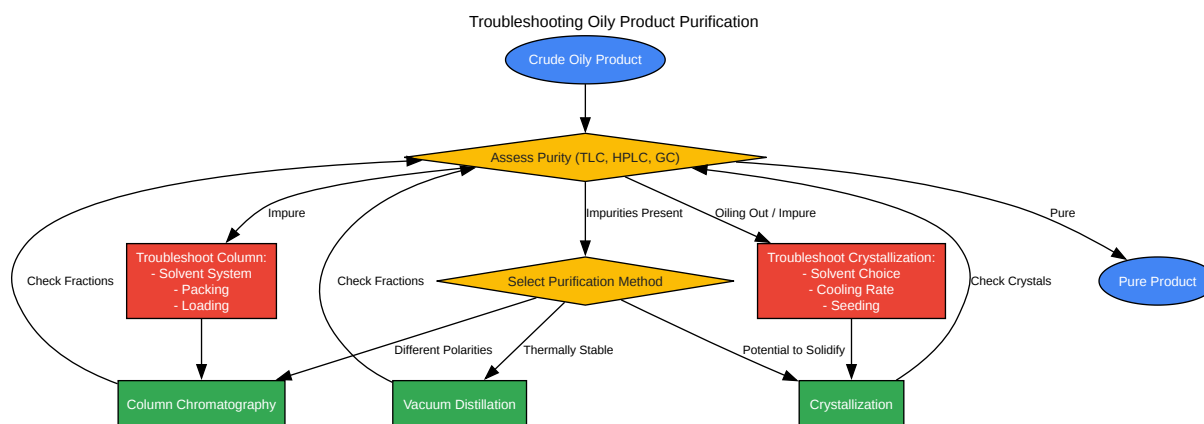 Troubleshooting Oily Product Purification
Crude Oily Product
Assess Purity (TLC, HPLC, GC)
Impure
Impurities Present
Oiling Out / Impure
Pure
Troubleshoot Column:
- Solvent System
- Packing
- Loading
Troubleshoot Crystallization:
- Solvent Choice
- Cooling Rate
- Seeding
Check Fractions
Check Fractions
Select Purification Method
Check Crystals
Pure Product
Different Polarities
Thermally Stable
Potential to Solidify
Column Chromatography
Vacuum Distillation
Crystallization